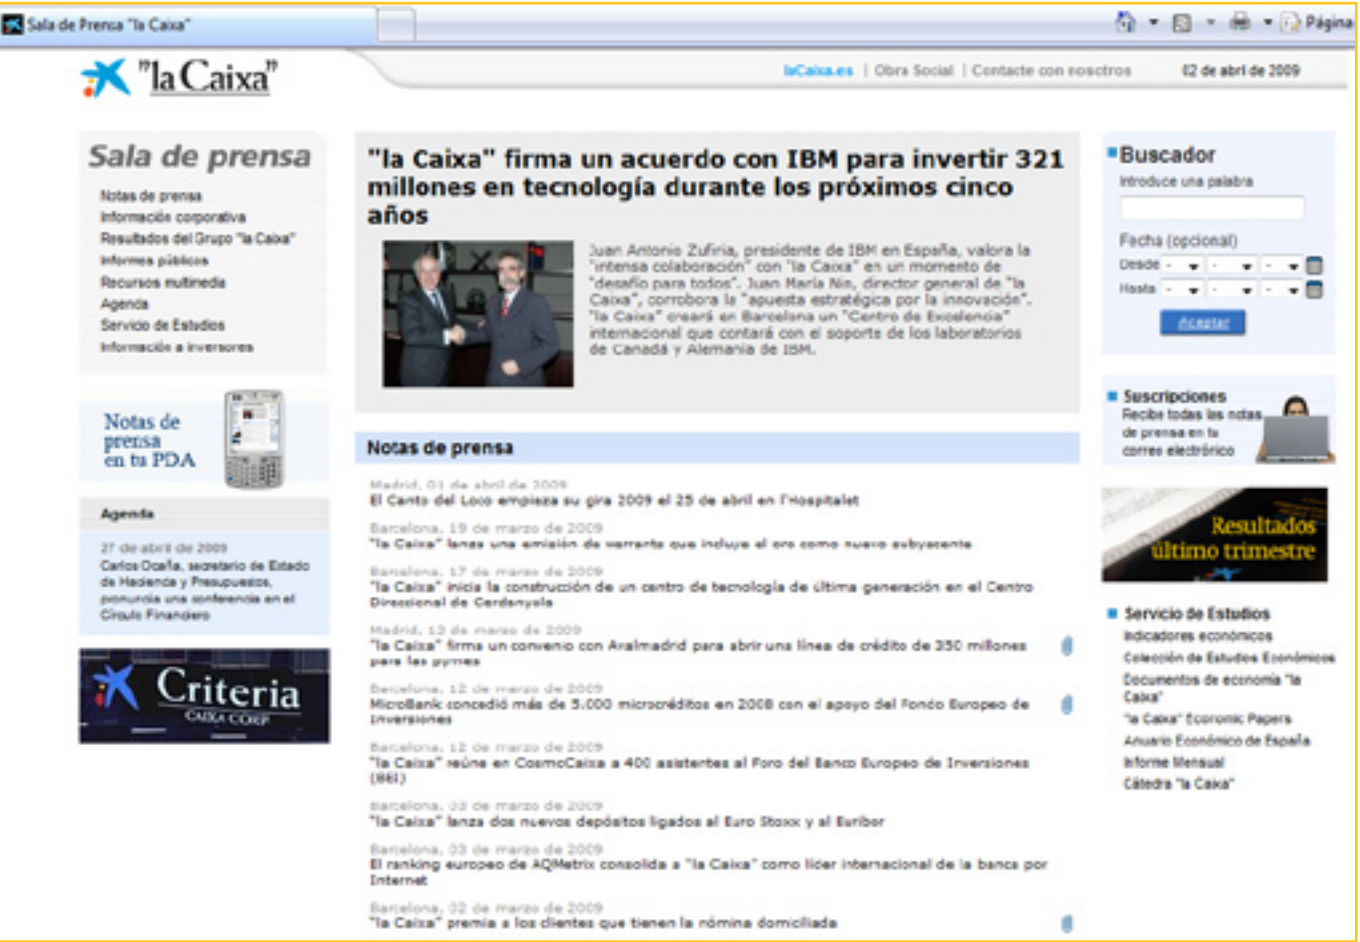 Sala de Prensa "la Caixa"
Página
"la Caixa"
laCaixa.es | Obra Social | Contacte con nosotros
02 de abril de 2009
Sala de prensa
Notas de prensa
Información corporativa
Resultados del Grupo "la Caixa"
Informes públicos
Recursos multimedia
Agenda
Servicio de Estudios
Información a inversores
Notas de
prensa
en tu PDA
Agenda
27 de abril de 2009
Carlos Ocaña, secretario de Estado
de Hacienda y Presupuestos,
pronuncia una conferencia en el
Círculo Financiero
Criteria
CAIXA CORP
"la Caixa" firma un acuerdo con IBM para invertir 321
millones en tecnología durante los próximos cinco
años
Juan Antonio Zufiria, presidente de IBM en España, valora la
"intensa colaboración" con "la Caixa" en un momento de
"desafío para todos". Juan María Nin, director general de "la
Caixa", corrobora la "apuesta estratégica por la innovación".
"la Caixa" creará en Barcelona un "Centro de Excelencia"
internacional que contará con el soporte de los laboratorios
de Canadá y Alemania de IBM.
Notas de prensa
Madrid, 01 de abril de 2009
El Canto del Loco empieza su gira 2009 el 25 de abril en l'Hospitalet
Barcelona, 19 de marzo de 2009
"la Caixa" lanza una emisión de warrants que incluye el oro como nuevo subyacente
Barcelona, 17 de marzo de 2009
"la Caixa" inicia la construcción de un centro de tecnología de última generación en el Centro
Direccional de Cerdanyola
Madrid, 13 de marzo de 2009
"la Caixa" firma un convenio con Avalmadrid para abrir una línea de crédito de 350 millones
para las pymes
Barcelona, 12 de marzo de 2009
MicroBank concedió más de 5.000 microcréditos en 2008 con el apoyo del Fondo Europeo de
Inversiones
Barcelona, 12 de marzo de 2009
"la Caixa" reúne en CosmoCaixa a 400 asistentes al Foro del Banco Europeo de Inversiones
(BEI)
Barcelona, 03 de marzo de 2009
"la Caixa" lanza dos nuevos depósitos ligados al Euro Stoxx y al Euribor
Barcelona, 03 de marzo de 2009
El ranking europeo de AQMetrix consolida a "la Caixa" como líder internacional de la banca por
Internet
Barcelona, 02 de marzo de 2009
"la Caixa" premia a los clientes que tienen la nómina domiciliada
Buscador
Introduce una palabra
Fecha (opcional)
Desde - - -
Hasta - - -
Aceptar
Suscripciones
Recibe todas las notas
de prensa en tu
correo electrónico
Resultados
último trimestre
Servicio de Estudios
Indicadores económicos
Colección de Estudios Económicos
Documentos de economía "la
Caixa"
"la Caixa" Economic Papers
Anuario Económico de España
Informe Mensual
Cátedra "la Caixa"